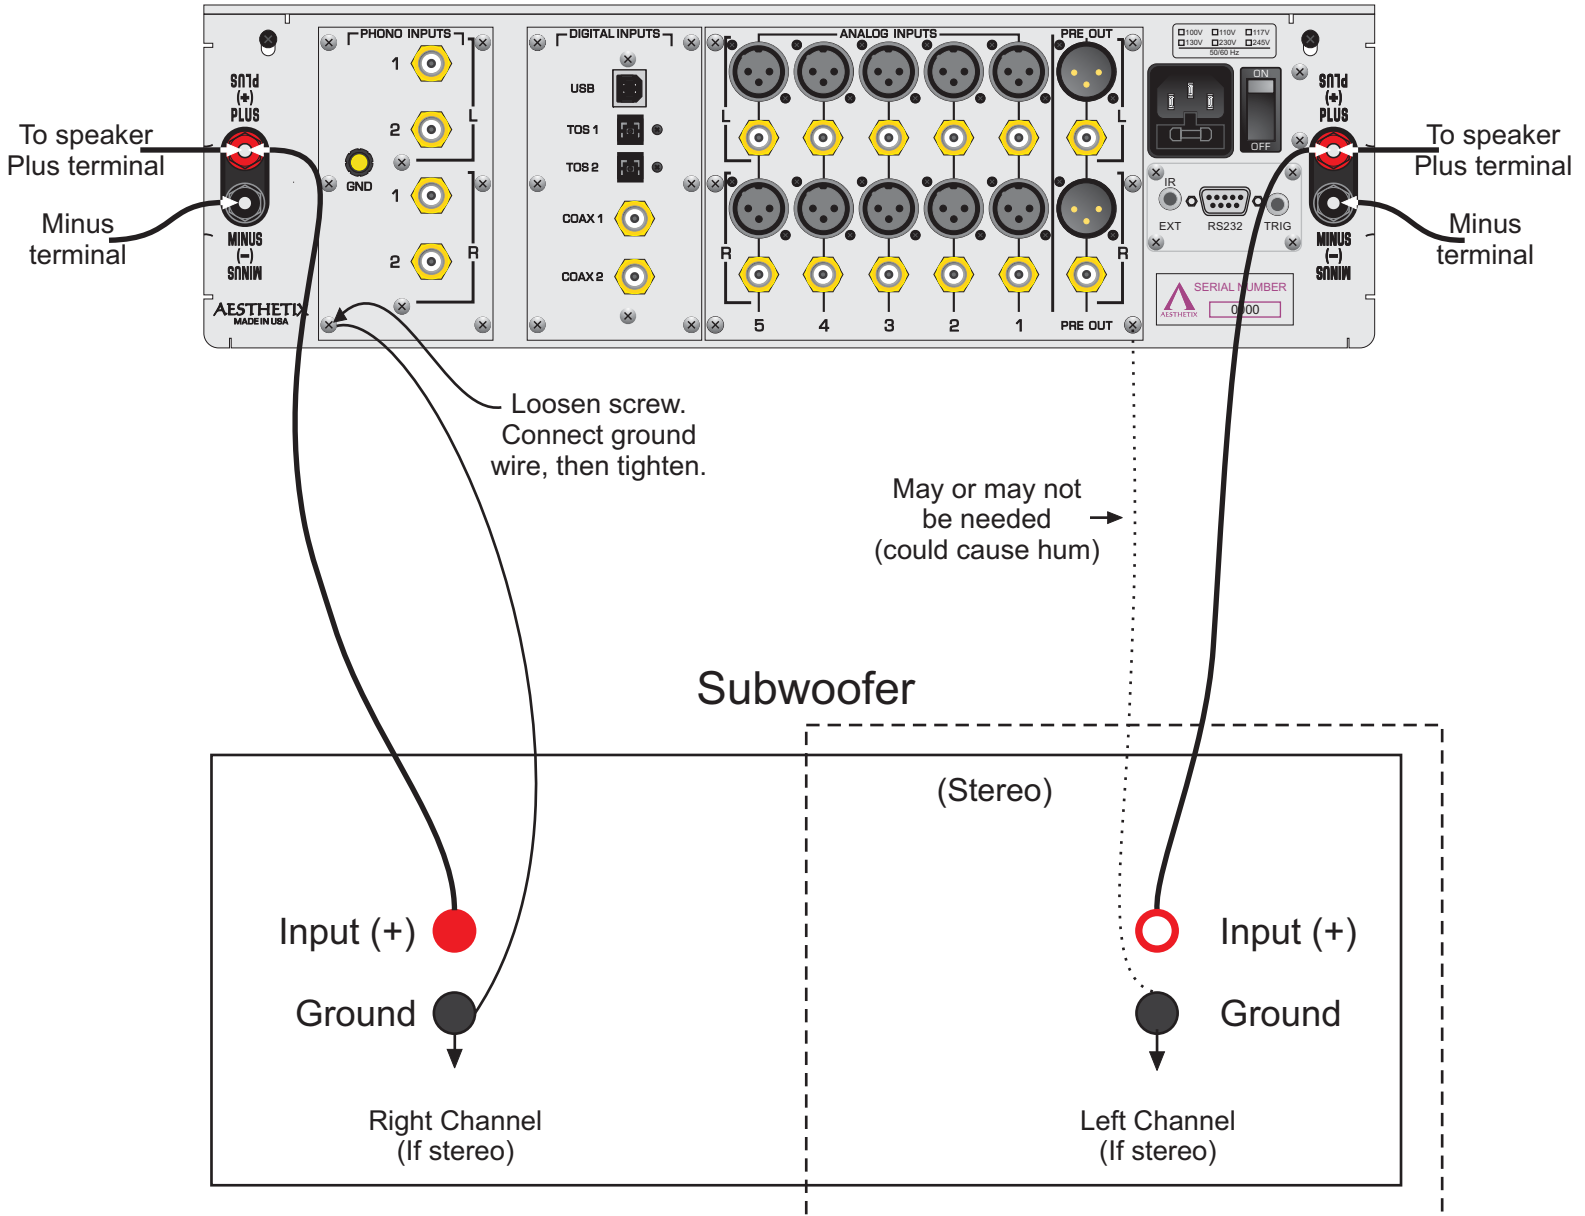 PHONO INPUTS
DIGITAL INPUTS
ANALOG INPUTS
PRE OUT
100V 110V 117V
130V 230V 245V
50/60 Hz
PLUS
(+)
PLUS
1
2
L
GND
1
2
R
USB
TOS 1
TOS 2
COAX 1
COAX 2
L
L
R
R
5
4
3
2
1
PRE OUT
ON
OFF
IR
EXT
RS232
TRIG
PLUS
(+)
PLUS
To speaker
Plus terminal
Minus
terminal
MINUS
(−)
MINUS
AESTHETIX
MADE IN USA
To speaker
Plus terminal
Minus
terminal
MINUS
(−)
MINUS
AESTHETIX
SERIAL NUMBER
0000
Loosen screw.
Connect ground
wire, then tighten.
May or may not
be needed
(could cause hum)
Subwoofer
(Stereo)
Input (+)
Ground
Right Channel
(If stereo)
Input (+)
Ground
Left Channel
(If stereo)